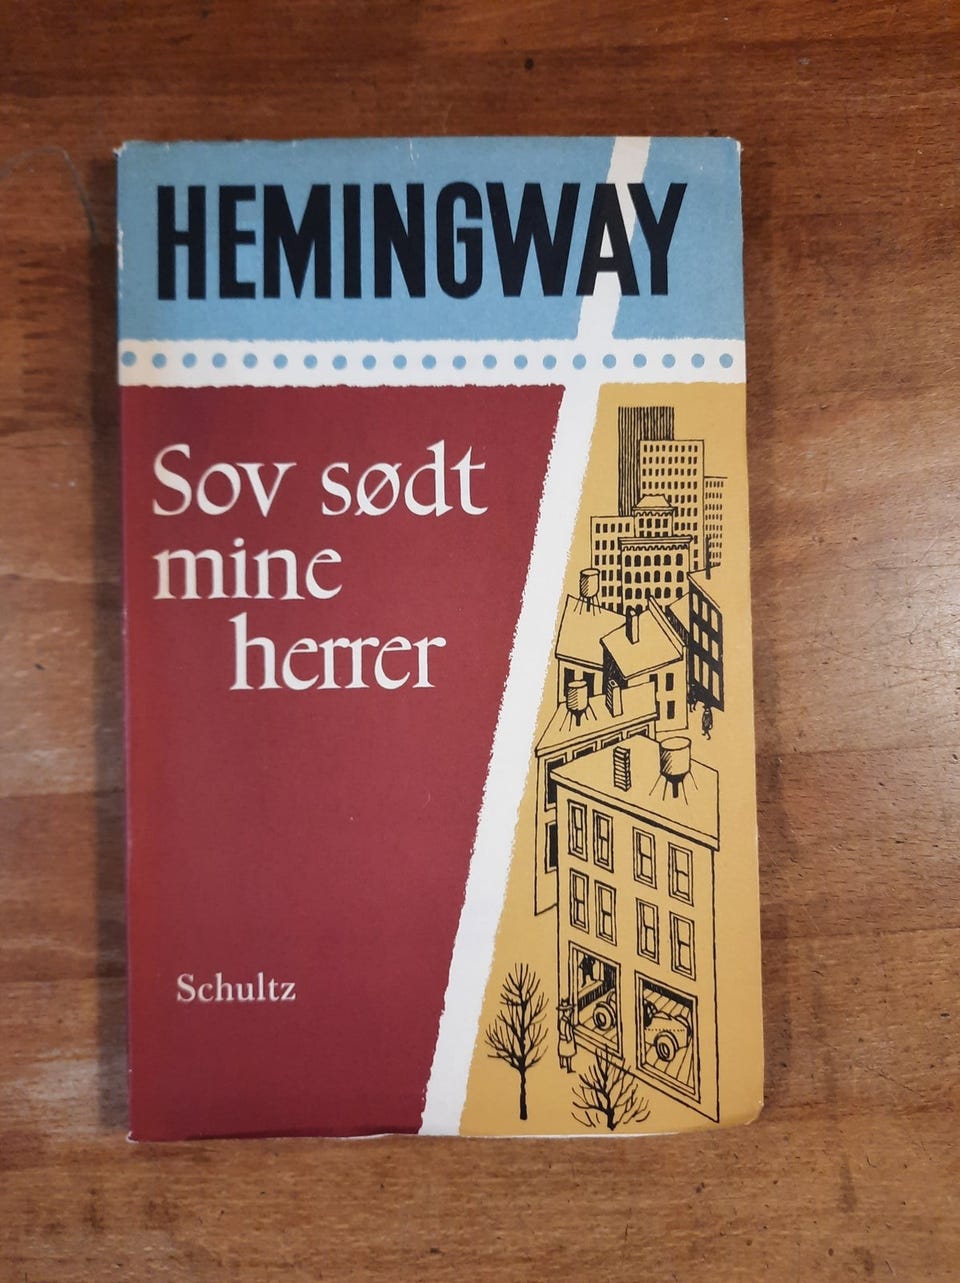 HEMINGWAY
Sov sødt
mine
herrer
Schultz